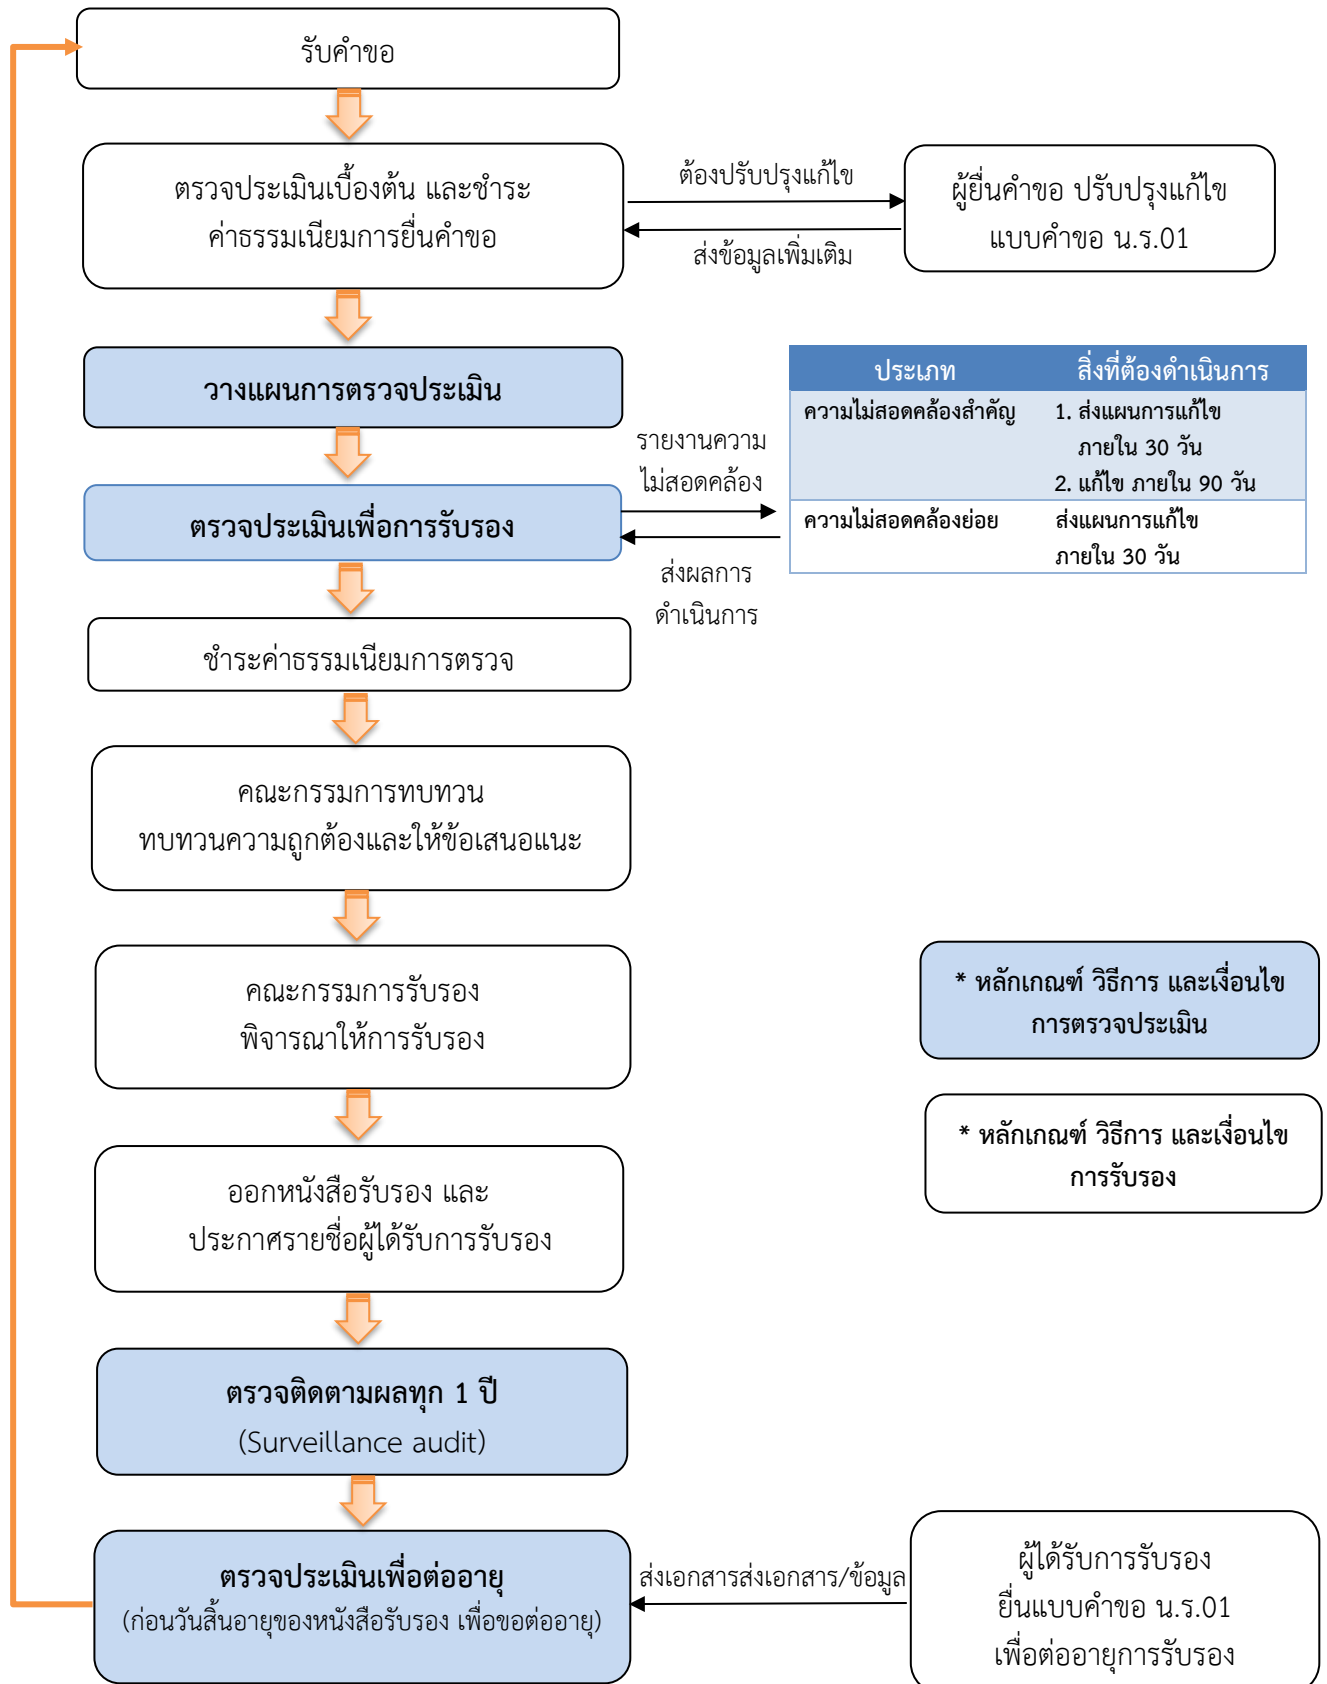 รับคำขอ
ตรวจประเมินเบื้องต้น และชำระ
ค่าธรรมเนียมการยื่นคำขอ
ต้องปรับปรุงแก้ไข
ส่งข้อมูลเพิ่มเติม
ผู้ยื่นคำขอ ปรับปรุงแก้ไข
แบบคำขอ น.ร.01
วางแผนการตรวจประเมิน
ตรวจประเมินเพื่อการรับรอง
รายงานความ
ไม่สอดคล้อง
ส่งผลการ
ดำเนินการ
ประเภท
สิ่งที่ต้องดำเนินการ
ความไม่สอดคล้องสำคัญ
1. ส่งแผนการแก้ไข
ภายใน 30 วัน
2. แก้ไข ภายใน 90 วัน
ความไม่สอดคล้องย่อย
ส่งแผนการแก้ไข
ภายใน 30 วัน
ชำระค่าธรรมเนียมการตรวจ
คณะกรรมการทบทวน
ทบทวนความถูกต้องและให้ข้อเสนอแนะ
คณะกรรมการรับรอง
พิจารณาให้การรับรอง
* หลักเกณฑ์ วิธีการ และเงื่อนไข
การตรวจประเมิน
* หลักเกณฑ์ วิธีการ และเงื่อนไข
การรับรอง
ออกหนังสือรับรอง และ
ประกาศรายชื่อผู้ได้รับการรับรอง
ตรวจติดตามผลทุก 1 ปี
(Surveillance audit)
ตรวจประเมินเพื่อต่ออายุ
(ก่อนวันสิ้นอายุของหนังสือรับรอง เพื่อขอต่ออายุ)
ส่งเอกสารส่งเอกสาร/ข้อมูล
ผู้ได้รับการรับรอง
ยื่นแบบคำขอ น.ร.01
เพื่อต่ออายุการรับรอง